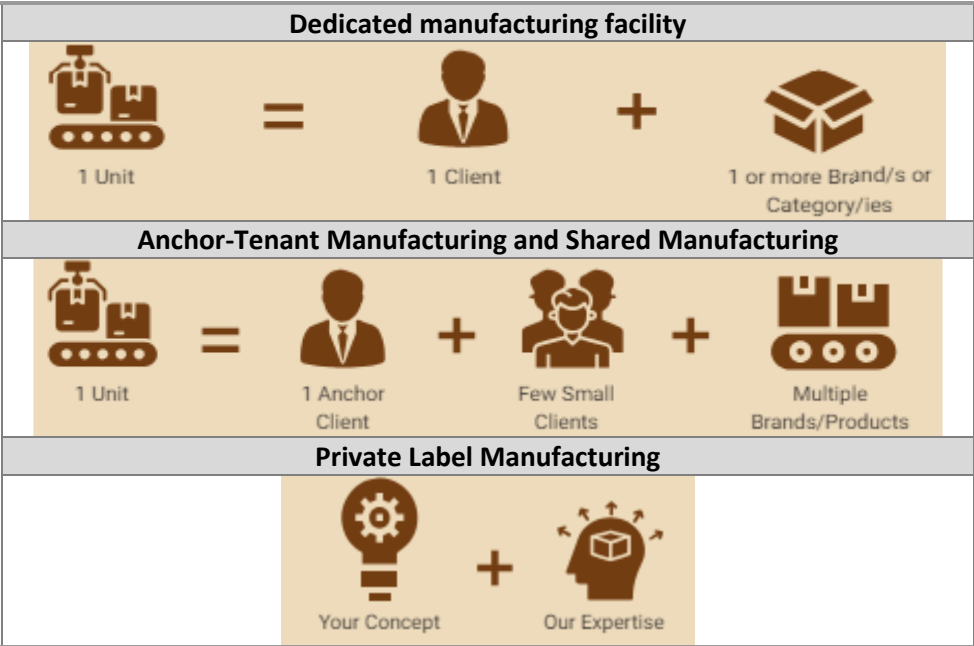 Dedicated manufacturing facility
=
+
1 Unit
1 Client
1 or more Brand/s or
Category/ies
Anchor-Tenant Manufacturing and Shared Manufacturing
=
+
+
1 Unit
1 Anchor
Client
Few Small
Clients
Multiple
Brands/Products
Private Label Manufacturing
+
Your Concept
Our Expertise